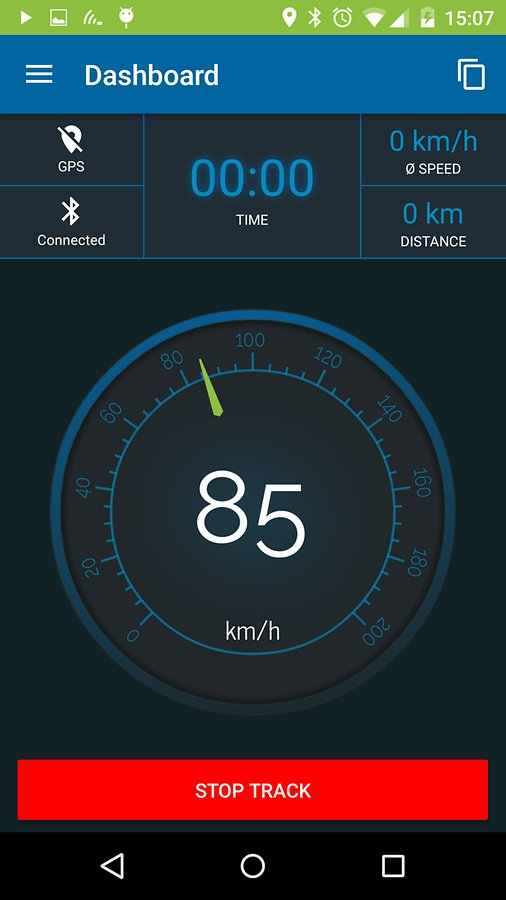 15:07
Dashboard
GPS
Connected
00:00
TIME
0 km/h
Ø SPEED
0 km
DISTANCE
0
20
40
60
80
100
120
140
160
180
200
85
km/h
STOP TRACK